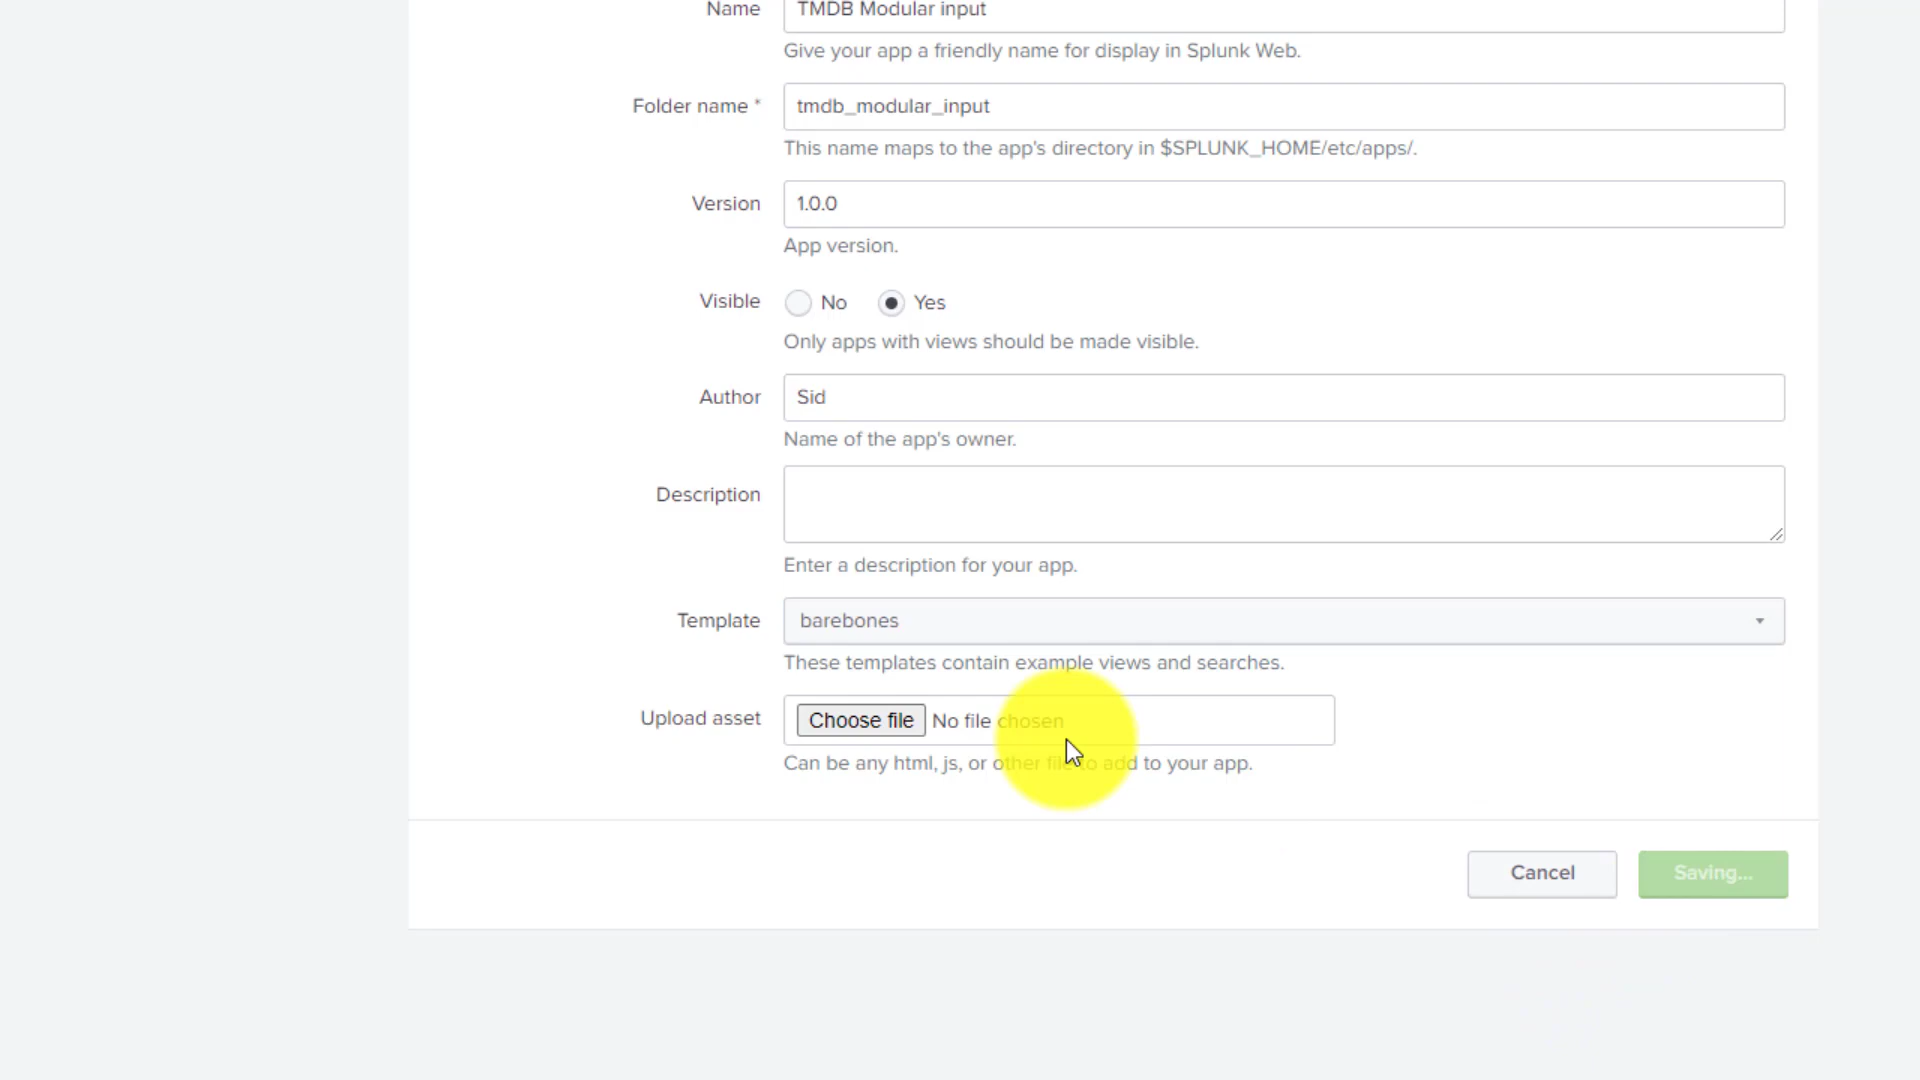 Name TMDB Modular input
Give your app a friendly name for display in Splunk Web.
Folder name * tmdb_modular_input
This name maps to the app's directory in $SPLUNK_HOME/etc/apps/.
Version 1.0.0
App version.
Visible No Yes
Only apps with views should be made visible.
Author Sid
Name of the app's owner.
Description
Enter a description for your app.
Template barebones
These templates contain example views and searches.
Upload asset Choose file No file chosen
Can be any html, js, or other file to add to your app.
Cancel Saving...